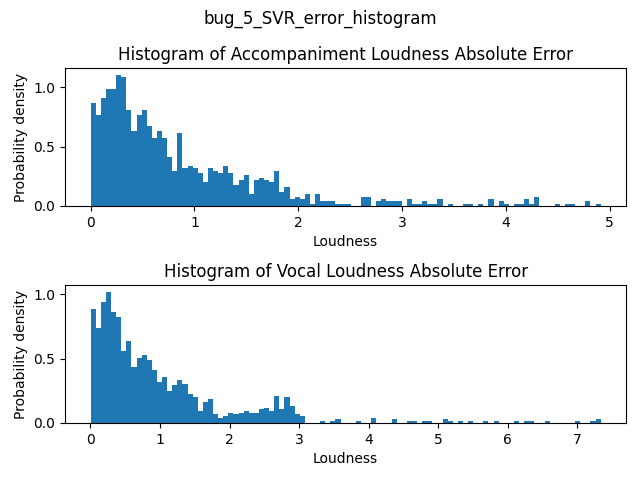 bug_5_SVR_error_histogram
Histogram of Accompaniment Loudness Absolute Error
Probability density
1.0
0.5
0.0
0 1 2 3 4 5
Loudness
Histogram of Vocal Loudness Absolute Error
Probability density
1.0
0.5
0.0
0 1 2 3 4 5 6 7
Loudness